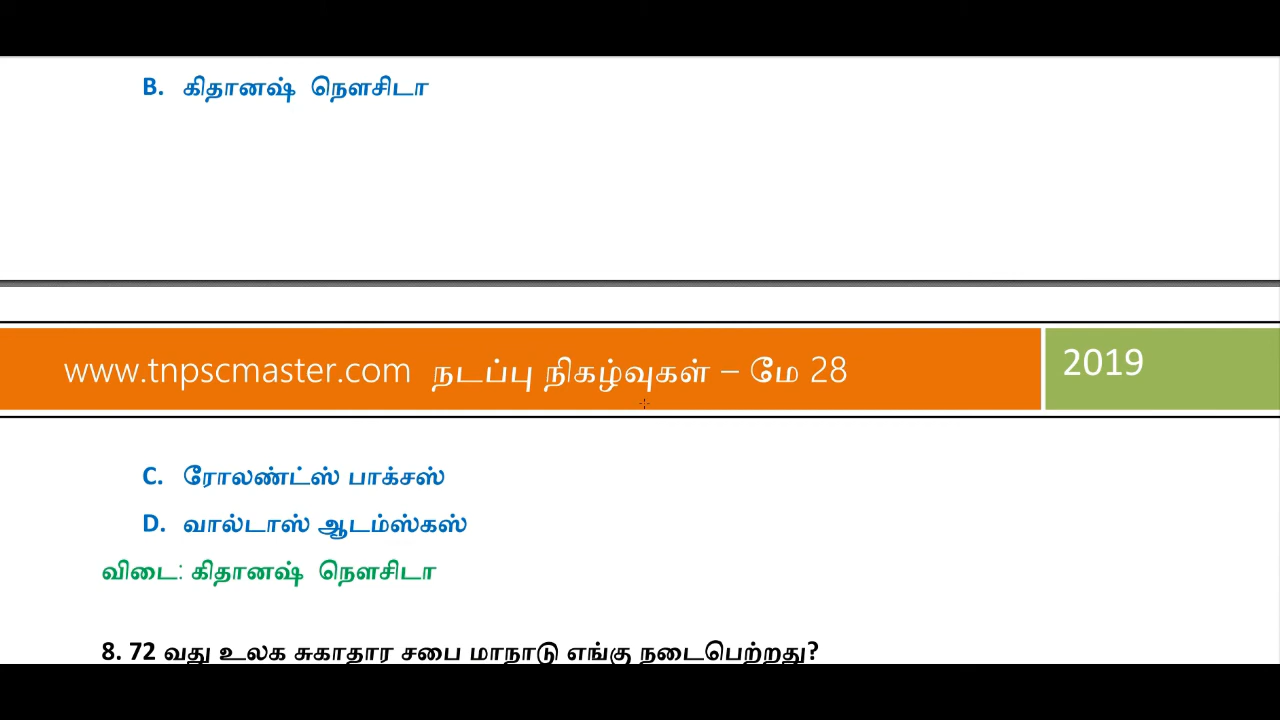 B. கிதானஷ் நௌசிடா
www.tnpscmaster.com நடப்பு நிகழ்வுகள் – மே 28
2019
C. ரோலண்ட்ஸ் பாக்சஸ்
D. வால்டாஸ் ஆடம்ஸ்கஸ்
விடை: கிதானஷ் நௌசிடா
8. 72 வது உலக சுகாதார சபை மாநாடு எங்கு நடைபெற்றது?